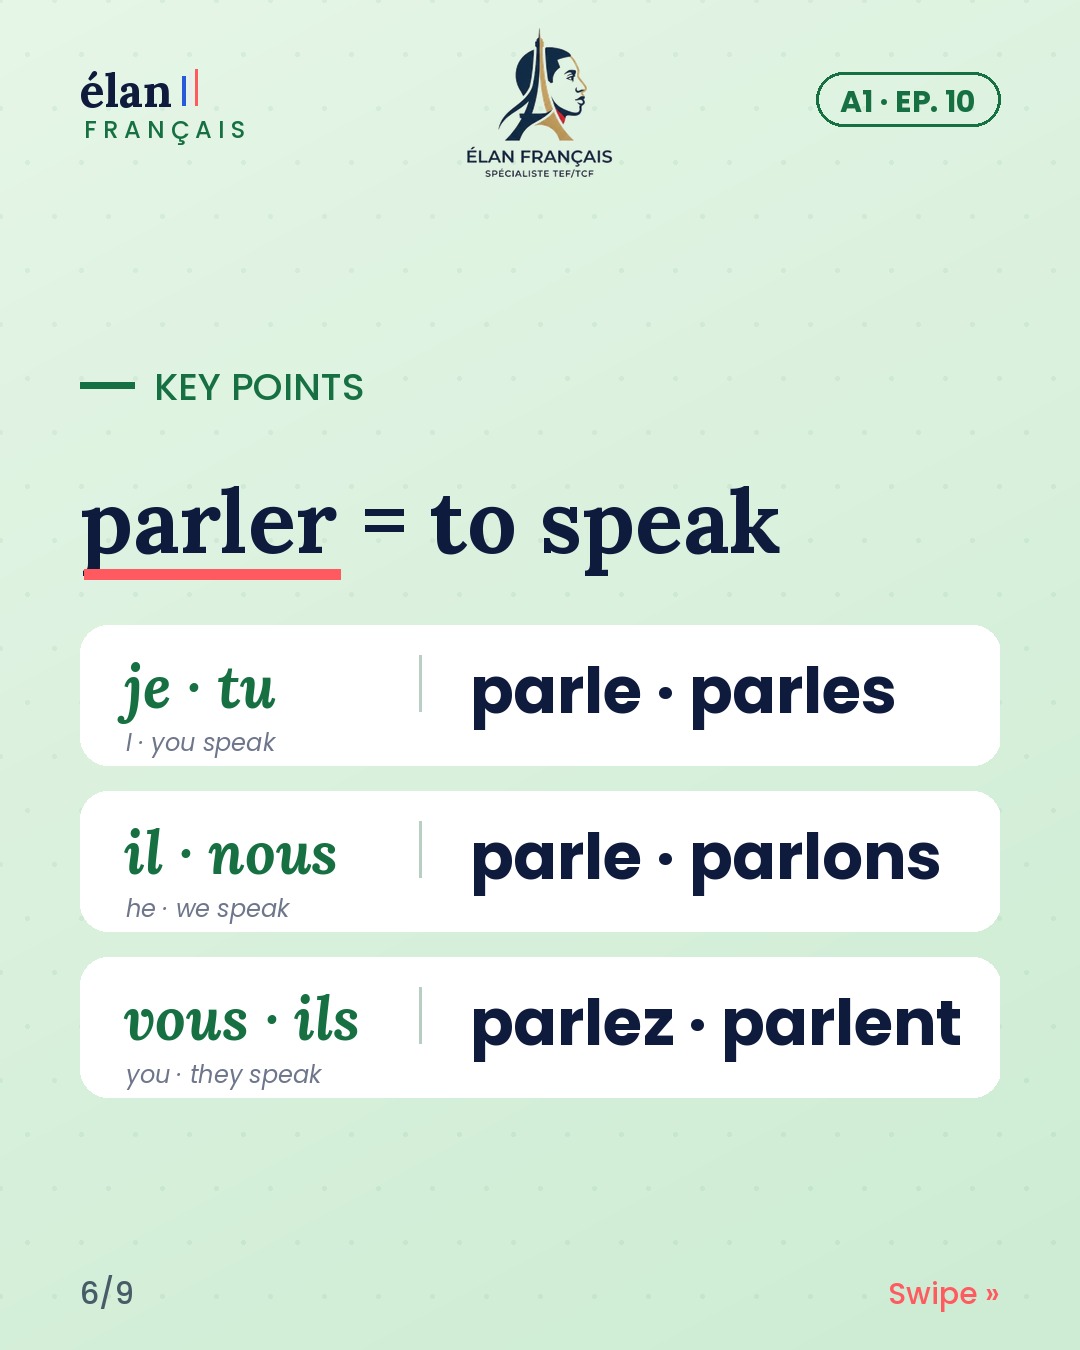 élan
FRANÇAIS
ÉLAN FRANÇAIS
SPÉCIALISTE TEF/TCF
A1 · EP. 10
KEY POINTS
parler = to speak
je · tu
parle · parles
I · you speak
il · nous
parle · parlons
he · we speak
vous · ils
parlez · parlent
you · they speak
6/9
Swipe »